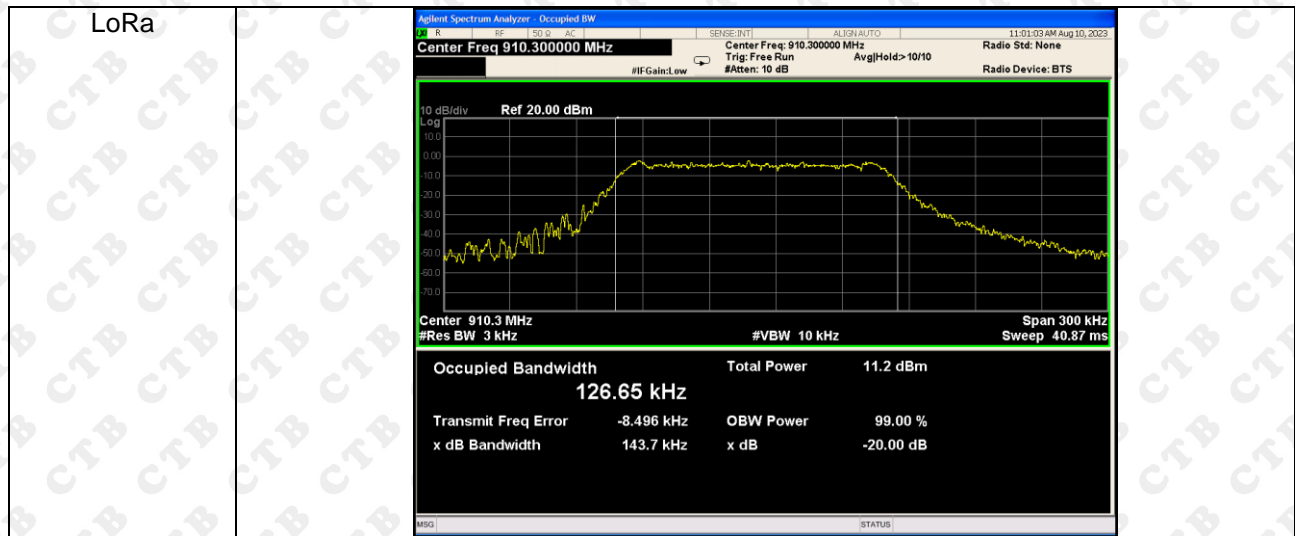 LoRa
Agilent Spectrum Analyzer - Occupied BW
R RF 50 Ω AC SENSE:INT ALIGN AUTO 11:01:03 AM Aug 10, 2023
Center Freq 910.300000 MHz Center Freq: 910.300000 MHz Radio Std: None
Trig: Free Run Avg|Hold:> 10/10
#IFGain:Low #Atten: 10 dB Radio Device: BTS
10 dB/div Ref 20.00 dBm
Log
10.0
0.00
-10.0
-20.0
-30.0
-40.0
-50.0
-60.0
-70.0
Center 910.3 MHz Span 300 kHz
#Res BW 3 kHz #VBW 10 kHz Sweep 40.87 ms
Occupied Bandwidth Total Power 11.2 dBm
126.65 kHz
Transmit Freq Error -8.496 kHz OBW Power 99.00 %
x dB Bandwidth 143.7 kHz x dB -20.00 dB
MSG STATUS
CTB